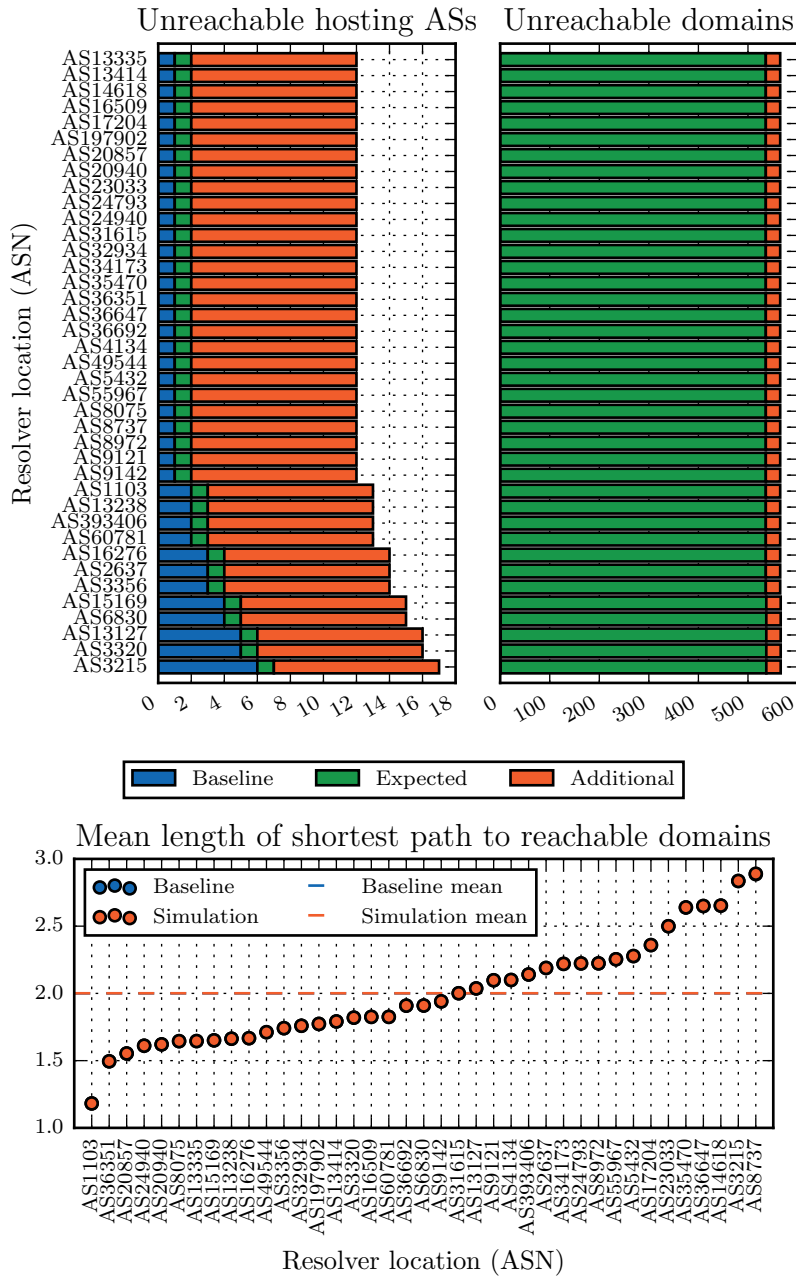 Unreachable hosting ASs
Unreachable domains
Resolver location (ASN)
AS13335
AS13414
AS14618
AS16509
AS17204
AS197902
AS20857
AS20940
AS23033
AS24793
AS24940
AS31615
AS32934
AS34173
AS35470
AS36351
AS36647
AS36692
AS4134
AS49544
AS5432
AS55967
AS8075
AS8737
AS8972
AS9121
AS9142
AS1103
AS13238
AS393406
AS60781
AS16276
AS2637
AS3356
AS15169
AS6830
AS13127
AS3320
AS3215
0 2 4 6 8 10 12 14 16 18
0 100 200 300 400 500 600
Baseline Expected Additional
Mean length of shortest path to reachable domains
3.0
2.5
2.0
1.5
1.0
Baseline
Simulation
Baseline mean
Simulation mean
AS1103
AS36351
AS20857
AS24940
AS20940
AS8075
AS13335
AS15169
AS13238
AS16276
AS49544
AS3356
AS32934
AS197902
AS13414
AS3320
AS16509
AS60781
AS36692
AS6830
AS9142
AS31615
AS13127
AS9121
AS4134
AS393406
AS2637
AS34173
AS24793
AS8972
AS55967
AS5432
AS17204
AS23033
AS35470
AS36647
AS14618
AS3215
AS8737
Resolver location (ASN)